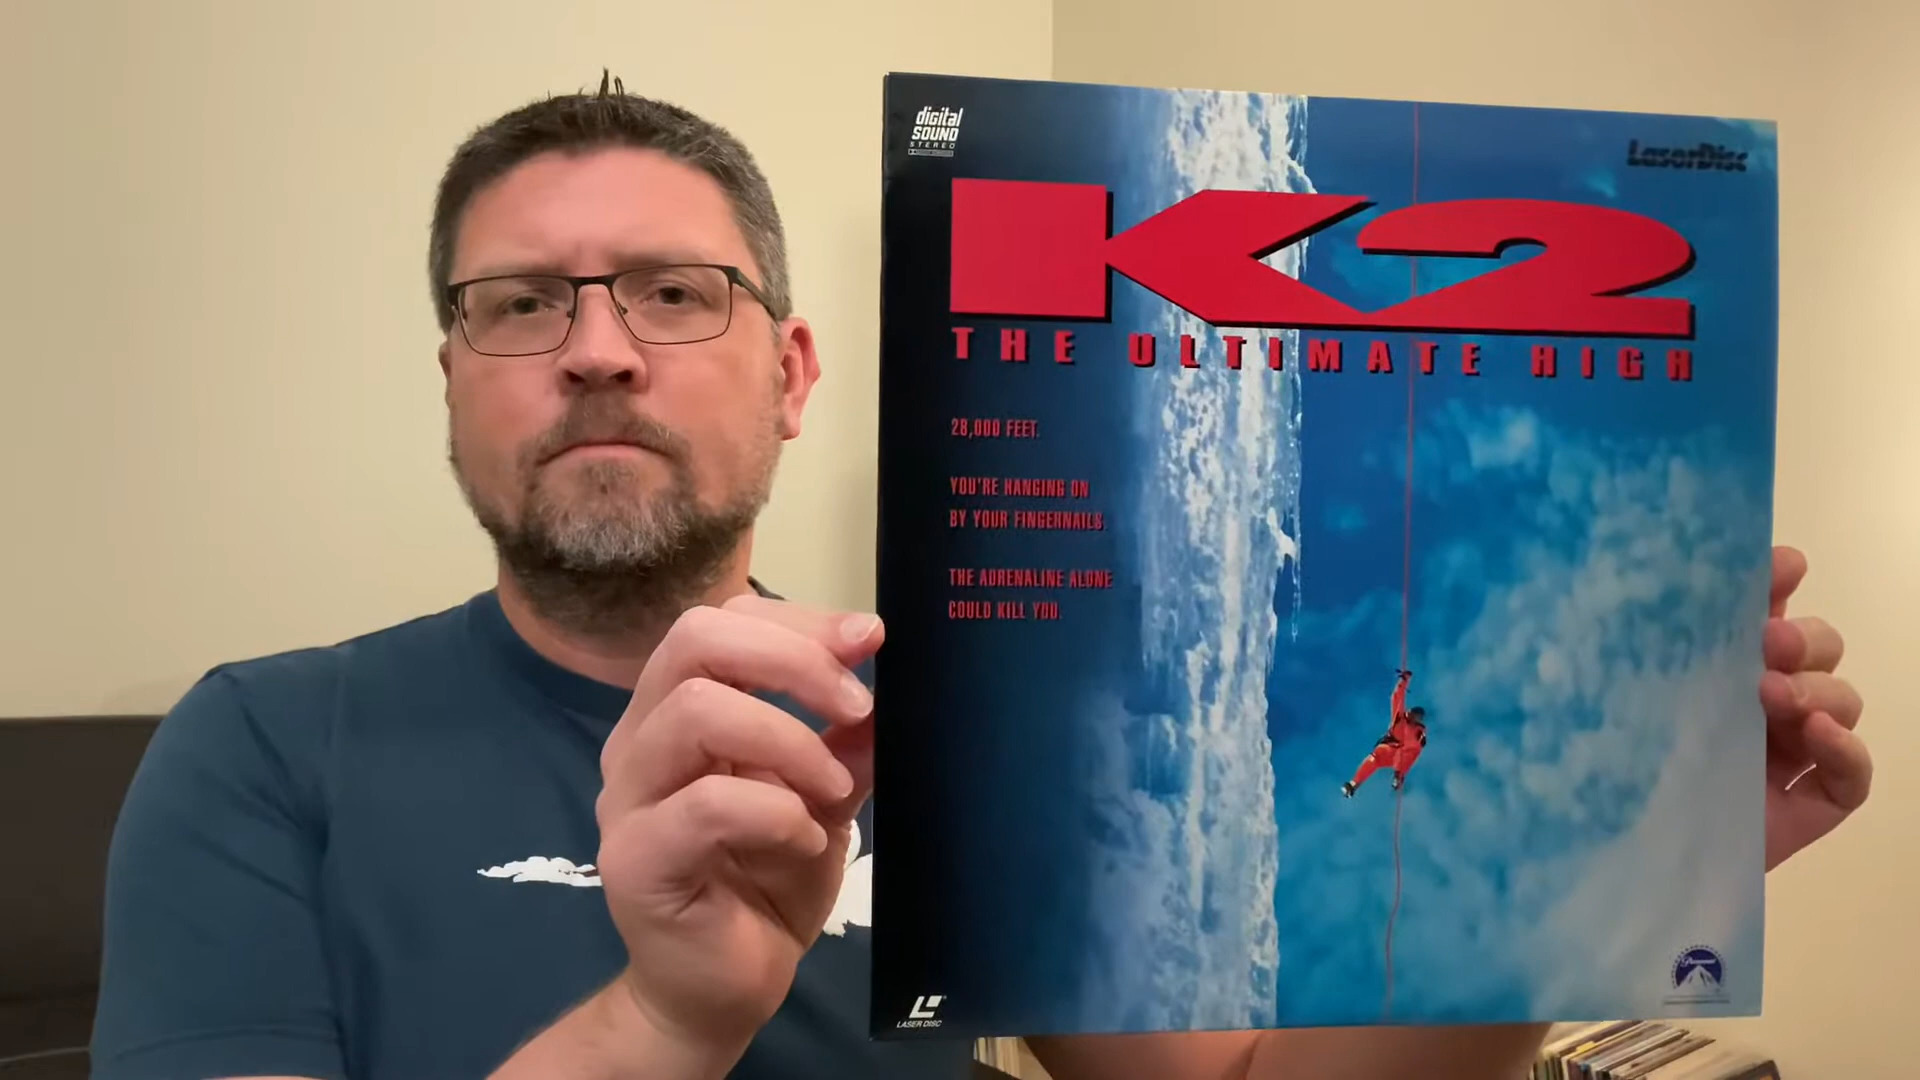 digital
SOUND
STEREO
LaserDisc
K2
THE ULTIMATE HIGH
28,000 FEET.
YOU'RE HANGING ON
BY YOUR FINGERNAILS.
THE ADRENALINE ALONE
COULD KILL YOU.
Paramount
LASER DISC